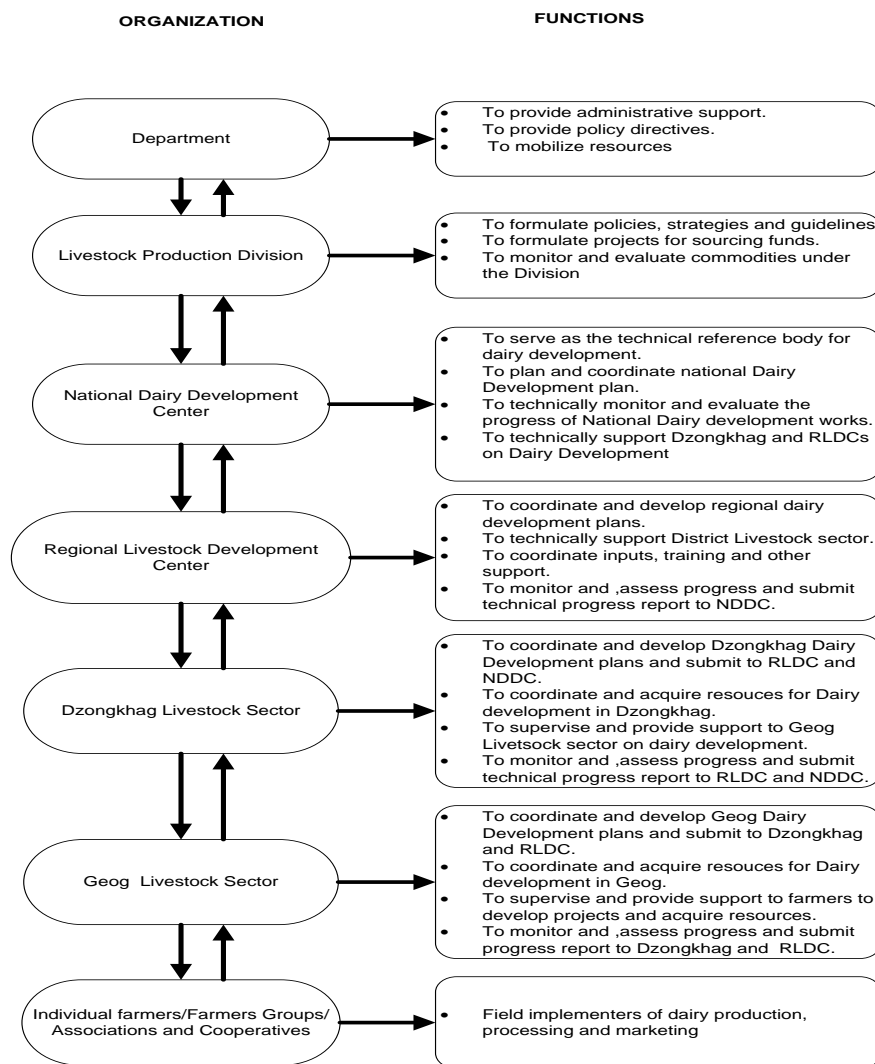 ORGANIZATION
FUNCTIONS
Department
• To provide administrative support.
• To provide policy directives.
• To mobilize resources
Livestock Production Division
• To formulate policies, strategies and guidelines
• To formulate projects for sourcing funds.
• To monitor and evaluate commodities under
the Division
National Dairy Development
Center
• To serve as the technical reference body for
dairy development.
• To plan and coordinate national Dairy
Development plan.
• To technically monitor and evaluate the
progress of National Dairy development works.
• To technically support Dzongkhag and RLDCs
on Dairy Development
Regional Livestock Development
Center
• To coordinate and develop regional dairy
development plans.
• To technically support District Livestock sector.
• To coordinate inputs, training and other
support.
• To monitor and ,assess progress and submit
technical progress report to NDDC.
Dzongkhag Livestock Sector
• To coordinate and develop Dzongkhag Dairy
Development plans and submit to RLDC and
NDDC.
• To coordinate and acquire resouces for Dairy
development in Dzongkhag.
• To supervise and provide support to Geog
Livetsock sector on dairy development.
• To monitor and ,assess progress and submit
technical progress report to RLDC and NDDC.
Geog Livestock Sector
• To coordinate and develop Geog Dairy
Development plans and submit to Dzongkhag
and RLDC.
• To coordinate and acquire resouces for Dairy
development in Geog.
• To supervise and provide support to farmers to
develop projects and acquire resources.
• To monitor and ,assess progress and submit
progress report to Dzongkhag and RLDC.
Individual farmers/Farmers Groups/
Associations and Cooperatives
• Field implementers of dairy production,
processing and marketing